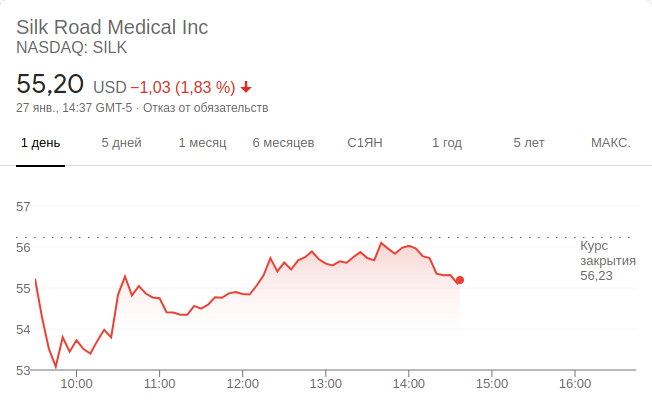 Silk Road Medical Inc
NASDAQ: SILK
55,20 USD −1,03 (1,83 %)
27 янв., 14:37 GMT-5 · Отказ от обязательств
1 день 5 дней 1 месяц 6 месяцев С1ЯН 1 год 5 лет МАКС.
57
56
55
54
53
Курс
закрытия
56,23
10:00 11:00 12:00 13:00 14:00 15:00 16:00